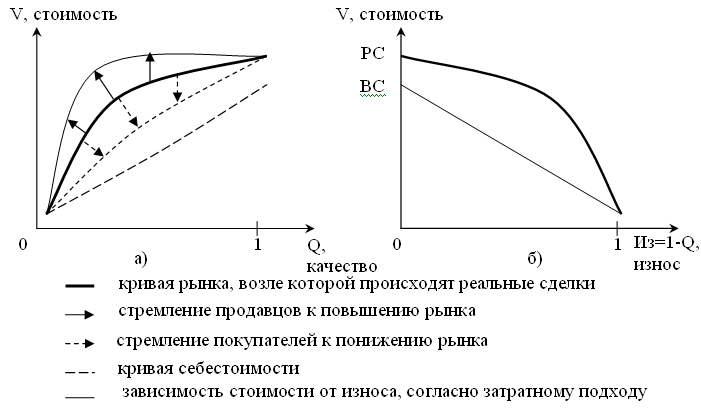 V, стоимость
V, стоимость
РС
ВС
0
1
Q,
качество
а)
0
1
Из=1-Q,
износ
б)
кривая рынка, возле которой происходят реальные сделки
стремление продавцов к повышению рынка
стремление покупателей к понижению рынка
кривая себестоимости
зависимость стоимости от износа, согласно затратному подходу